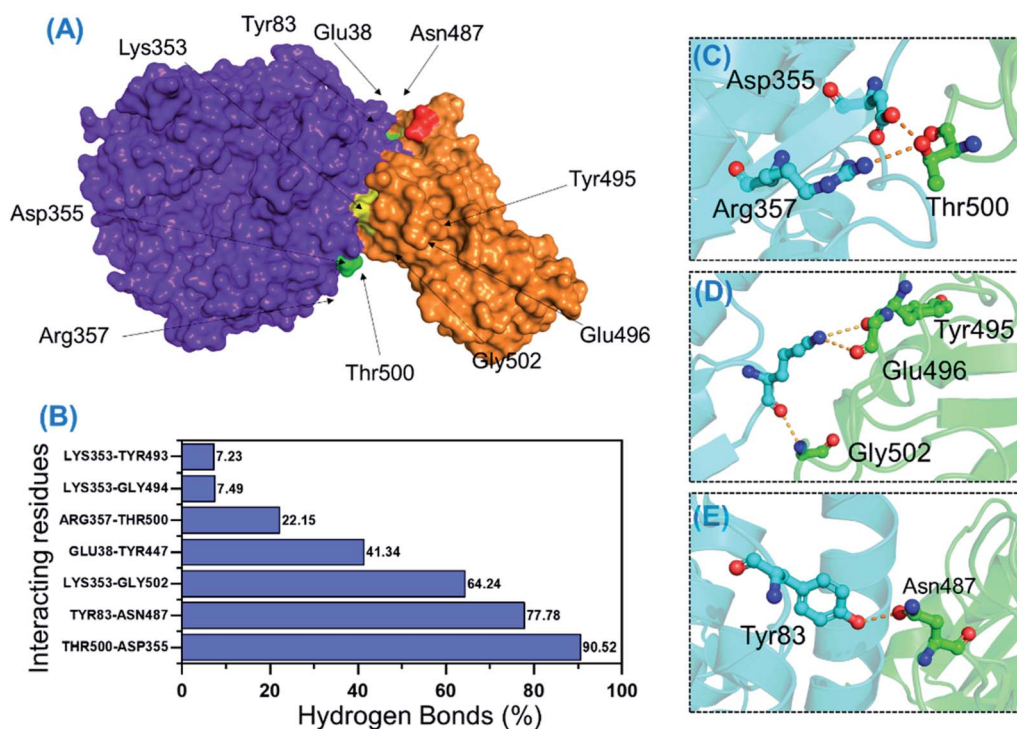 (A)
Lys353
Tyr83
Glu38
Asn487
Tyr495
Asp355
Arg357
Thr500
Gly502
Glu496
(B)
Interacting residues
LYS353-TYR493
7.23
LYS353-GLY494
7.49
ARG357-THR500
22.15
GLU38-TYR447
41.34
LYS353-GLY502
64.24
TYR83-ASN487
77.78
THR500-ASP355
90.52
0 20 40 60 80 100
Hydrogen Bonds (%)
(C)
Asp355
Arg357
Thr500
(D)
Tyr495
Glu496
Gly502
(E)
Asn487
Tyr83